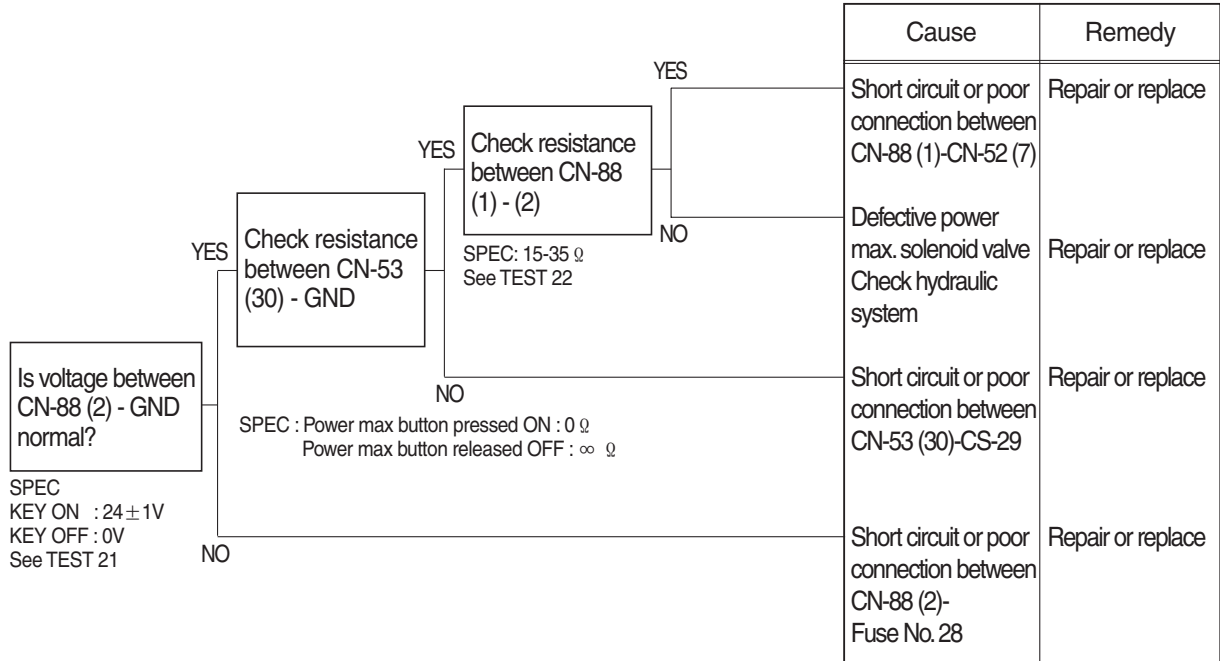 Cause
Remedy
YES
Short circuit or poor
connection between
CN-88 (1)-CN-52 (7)
Repair or replace
YES
Check resistance
between CN-88
(1) - (2)
SPEC: 15-35 Ω
See TEST 22
NO
Defective power
max. solenoid valve
Check hydraulic
system
Repair or replace
YES
Check resistance
between CN-53
(30) - GND
NO
SPEC : Power max button pressed ON : 0 Ω
Power max button released OFF : ∞ Ω
Short circuit or poor
connection between
CN-53 (30)-CS-29
Repair or replace
Is voltage between
CN-88 (2) - GND
normal?
SPEC
KEY ON : 24±1V
KEY OFF : 0V
See TEST 21
NO
Short circuit or poor
connection between
CN-88 (2)-
Fuse No. 28
Repair or replace